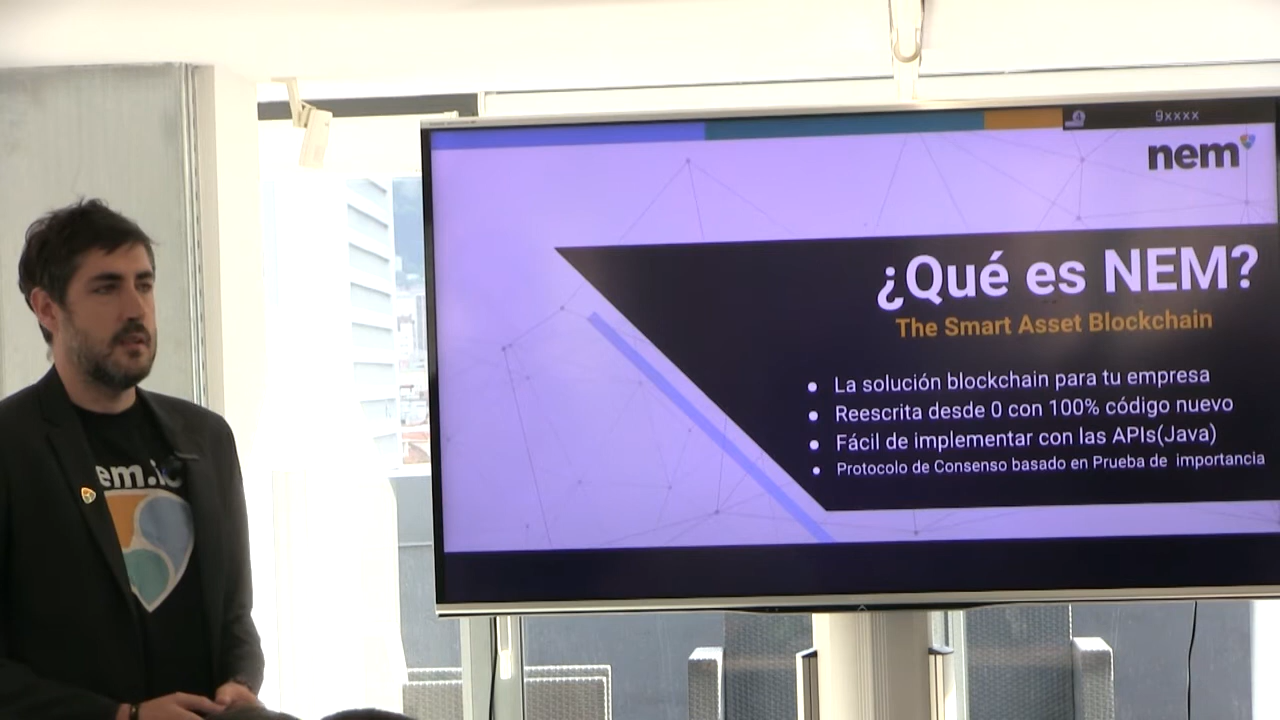 9xxxx
nem
¿Qué es NEM?
The Smart Asset Blockchain
• La solución blockchain para tu empresa
• Reescrita desde 0 con 100% código nuevo
• Fácil de implementar con las APIs(Java)
• Protocolo de Consenso basado en Prueba de importancia
em.i